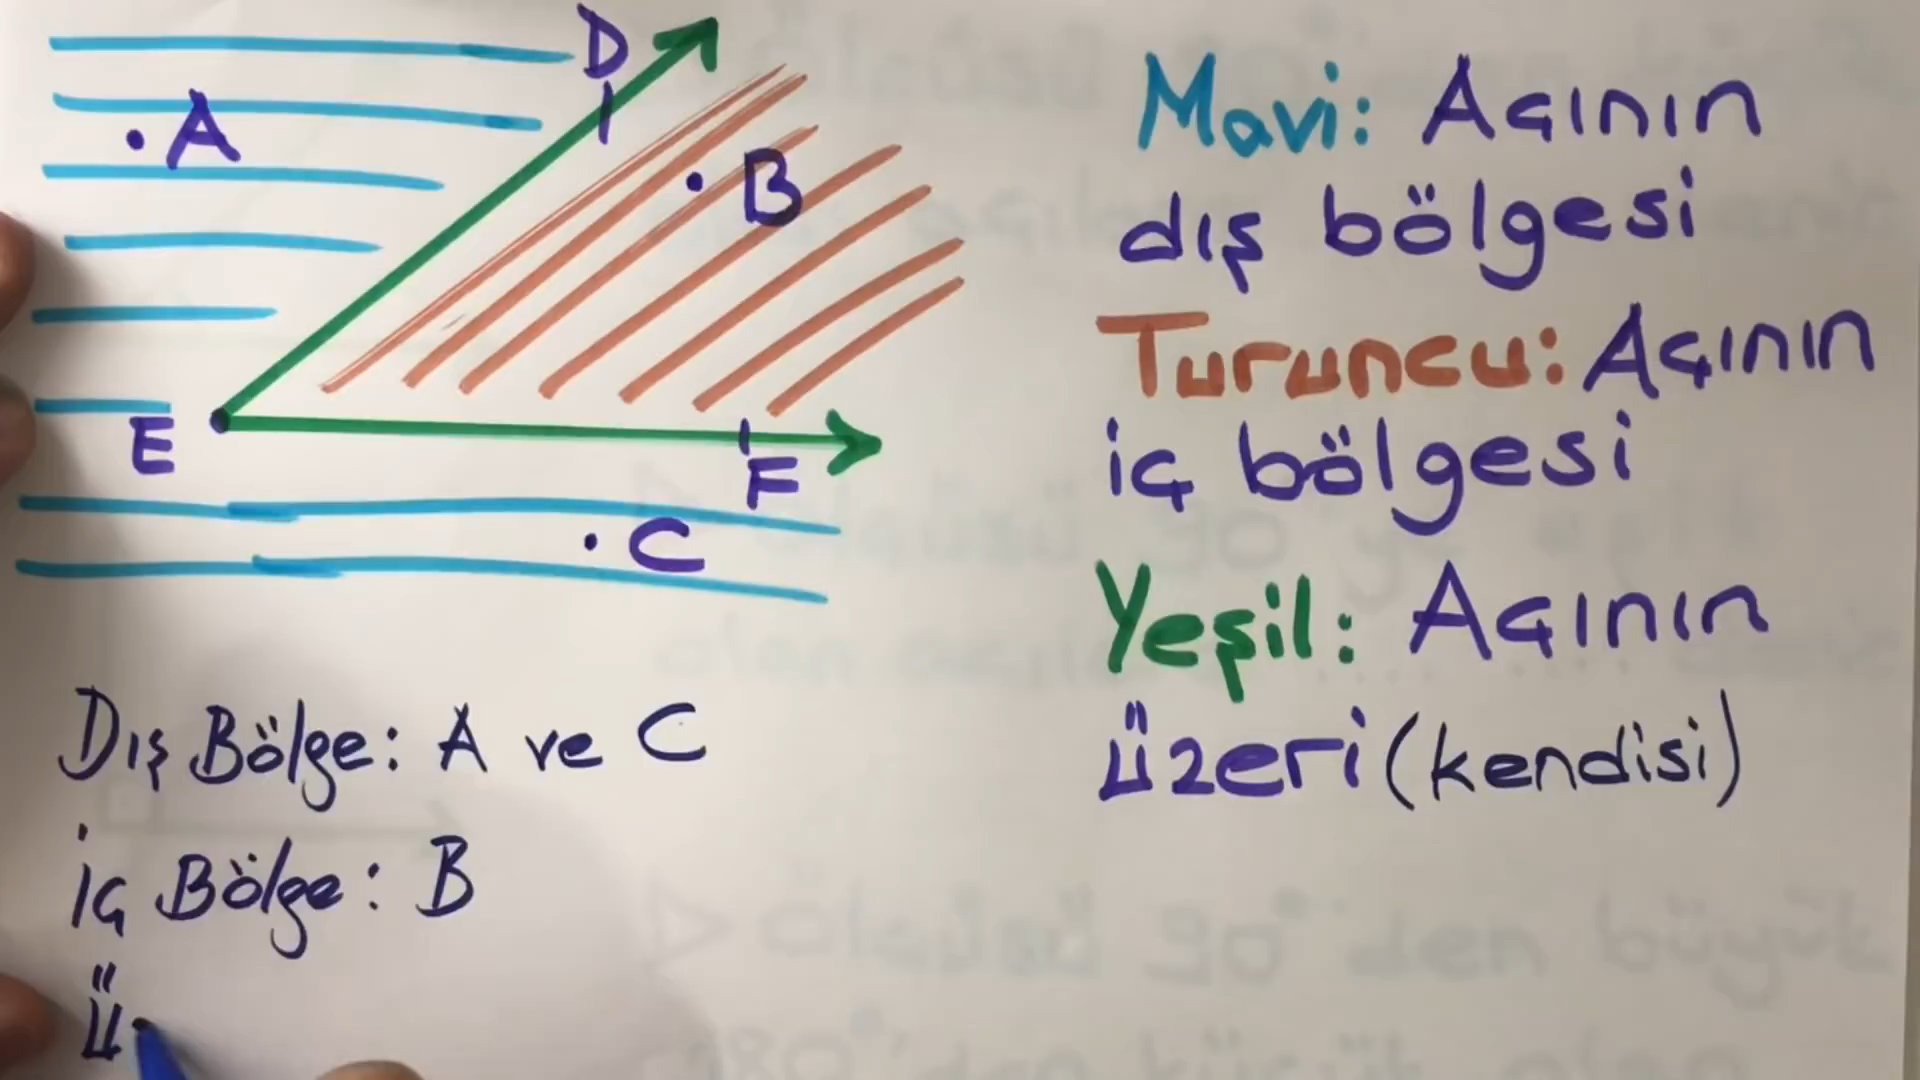 D
A
B
E
F
C
Mavi: Açının
dış bölgesi
Turuncu: Açının
iç bölgesi
Yeşil: Açının
üzeri (kendisi)
Dış Bölge: A ve C
İç Bölge: B
Ü